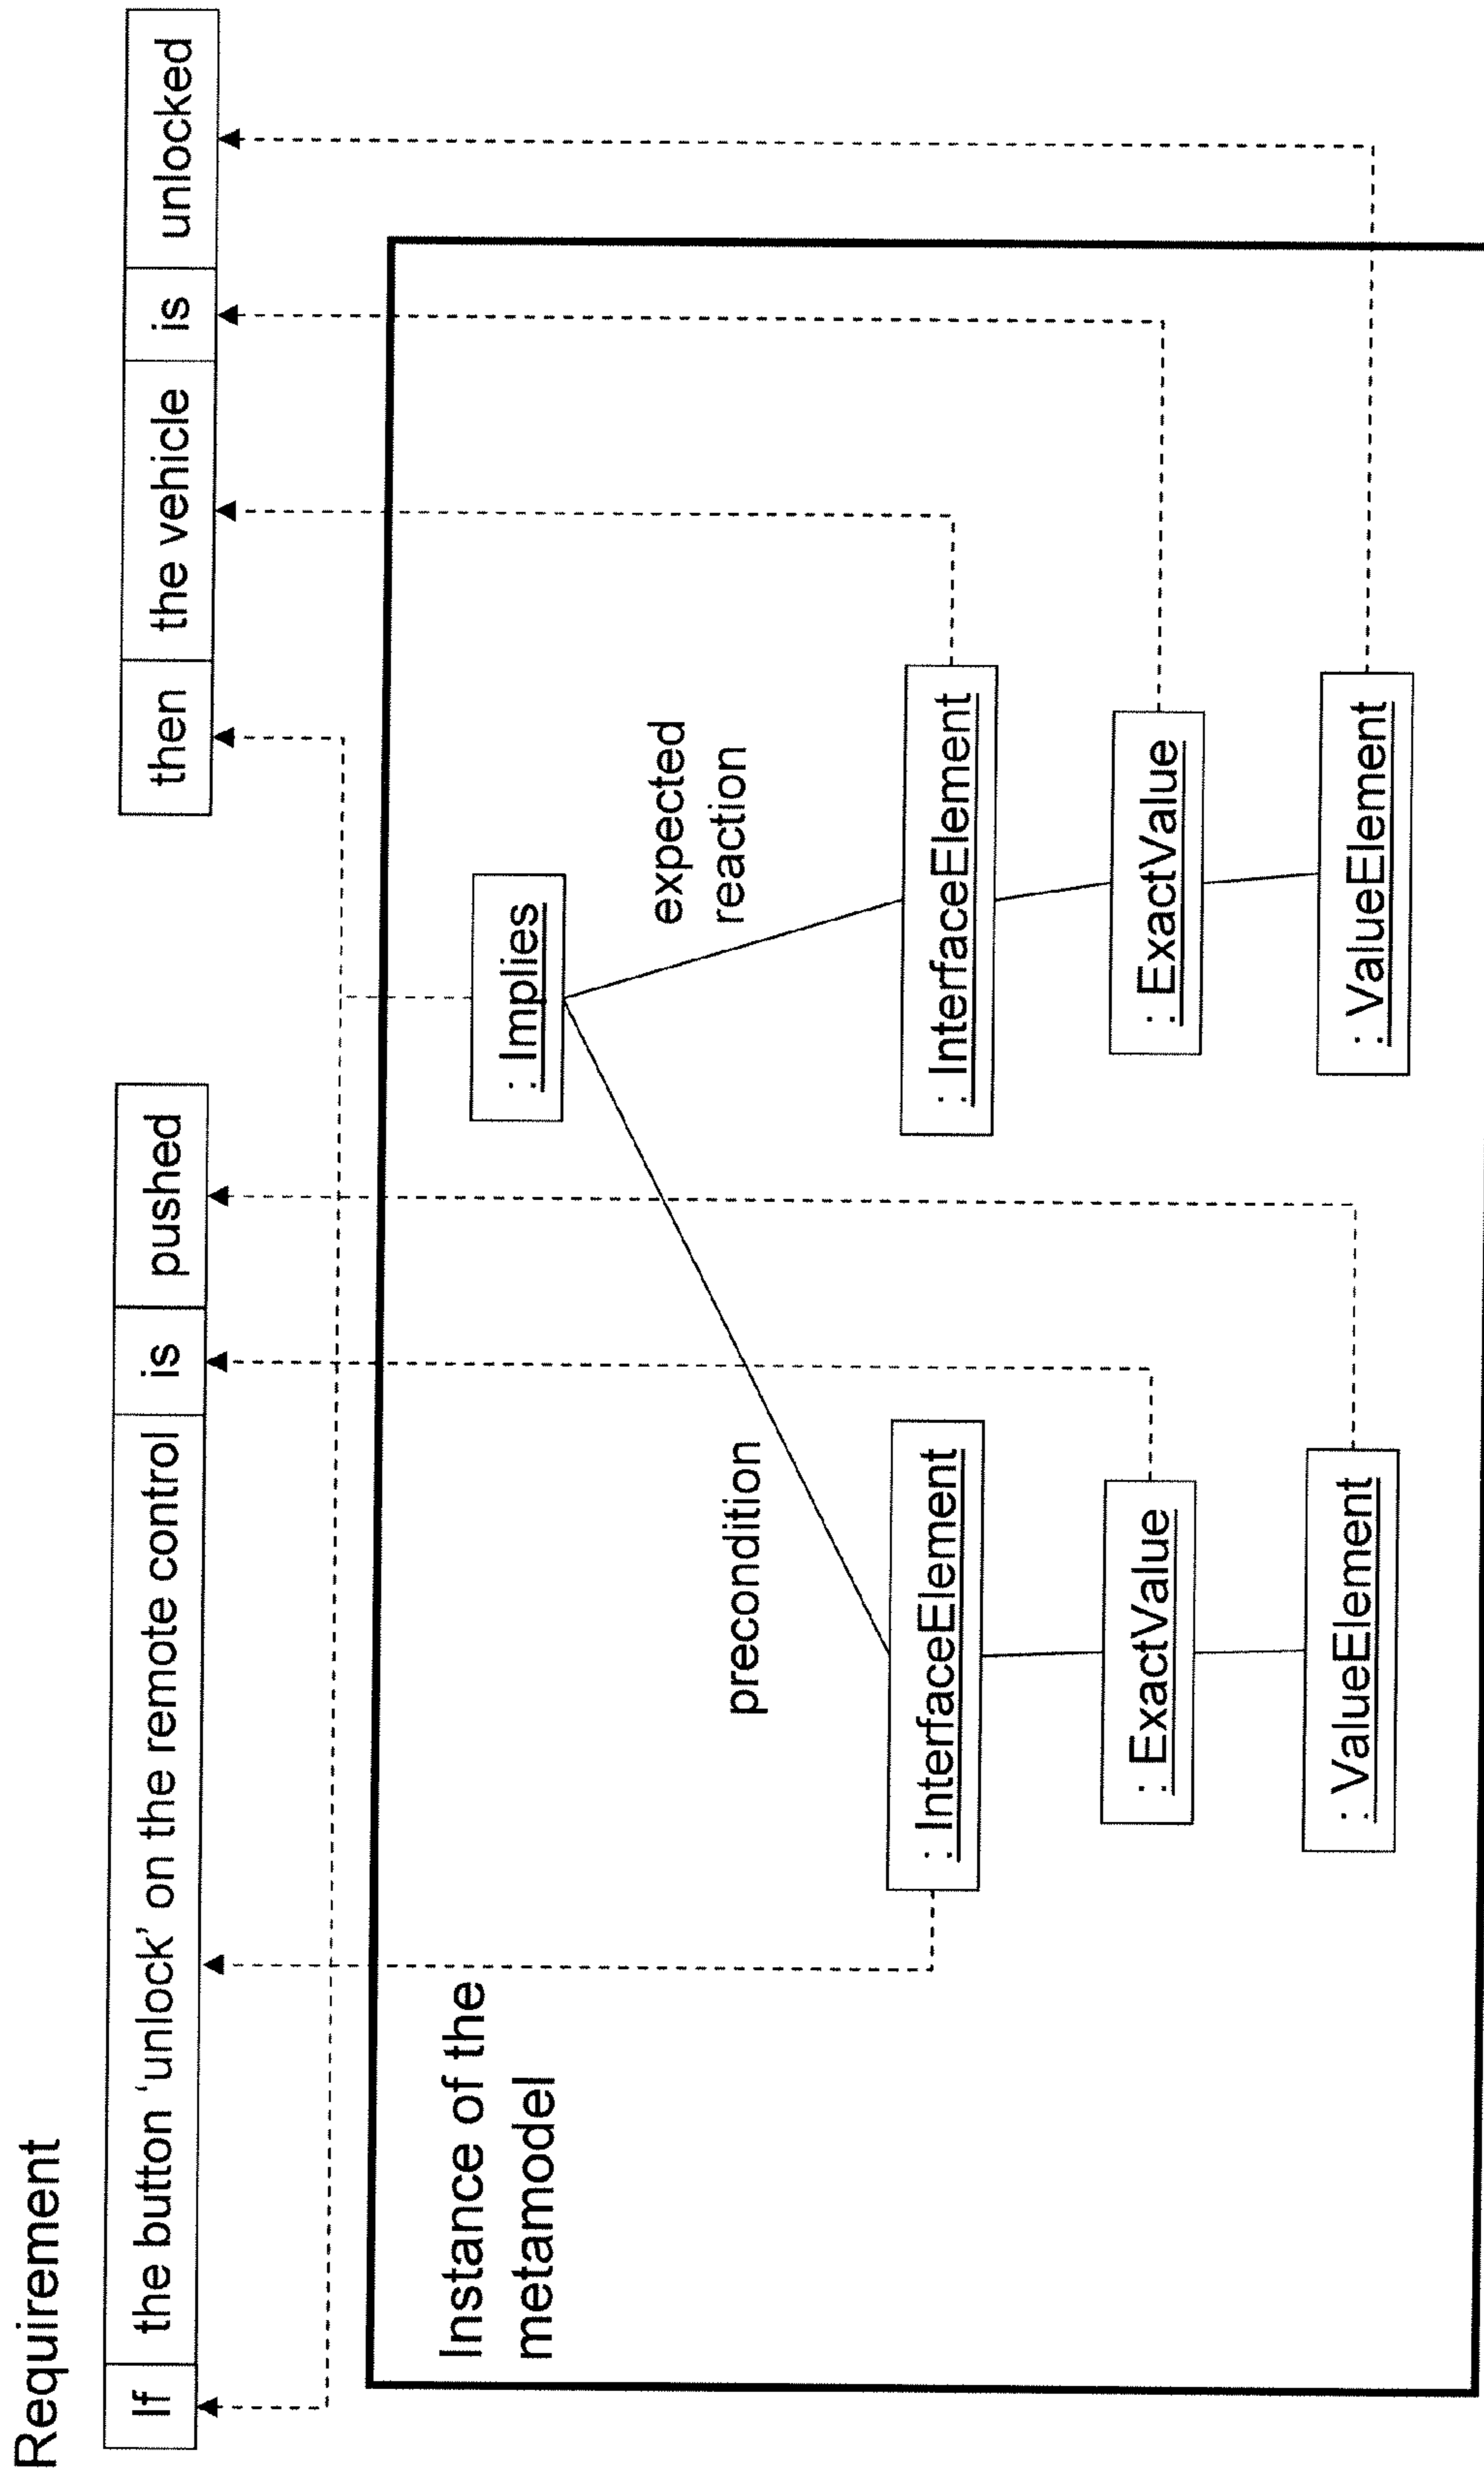 Requirement
If the button ‘unlock’ on the remote control is pushed
then the vehicle is unlocked
Instance of the
metamodel
: Implies
precondition
expected
reaction
: InterfaceElement
: InterfaceElement
: ExactValue
: ExactValue
: ValueElement
: ValueElement